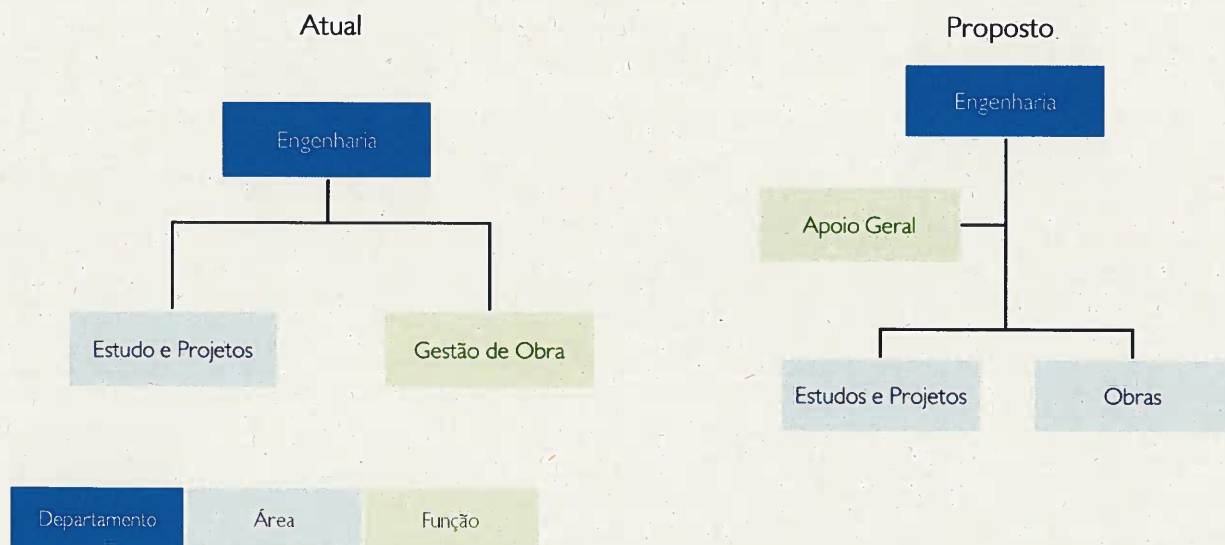 Atual
Engenharia
Estudo e Projetos
Gestão de Obra
Proposto
Engenharia
Apoio Geral
Estudos e Projetos
Obras
Departamento
Área
Função